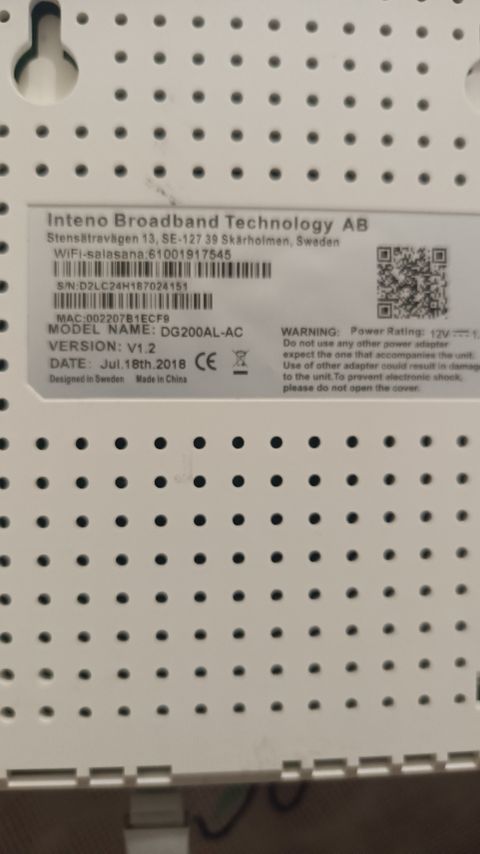 Inteno Broadband Technology AB
Stensätravägen 13, SE-127 39 Skärholmen, Sweden
WiFi-salasana:61001917545
S/N:D2LC24H187024151
MAC:002207B1ECF9
MODEL NAME: DG200AL-AC
VERSION: V1.2
DATE: Jul.18th.2018 CE
Designed in Sweden Made in China
WARNING: Power Rating: 12V
Do not use any other power adapter
expect the one that accompanies the unit.
Use of other adapter could result in damag
to the unit.To prevent electronic shock,
please do not open the cover.